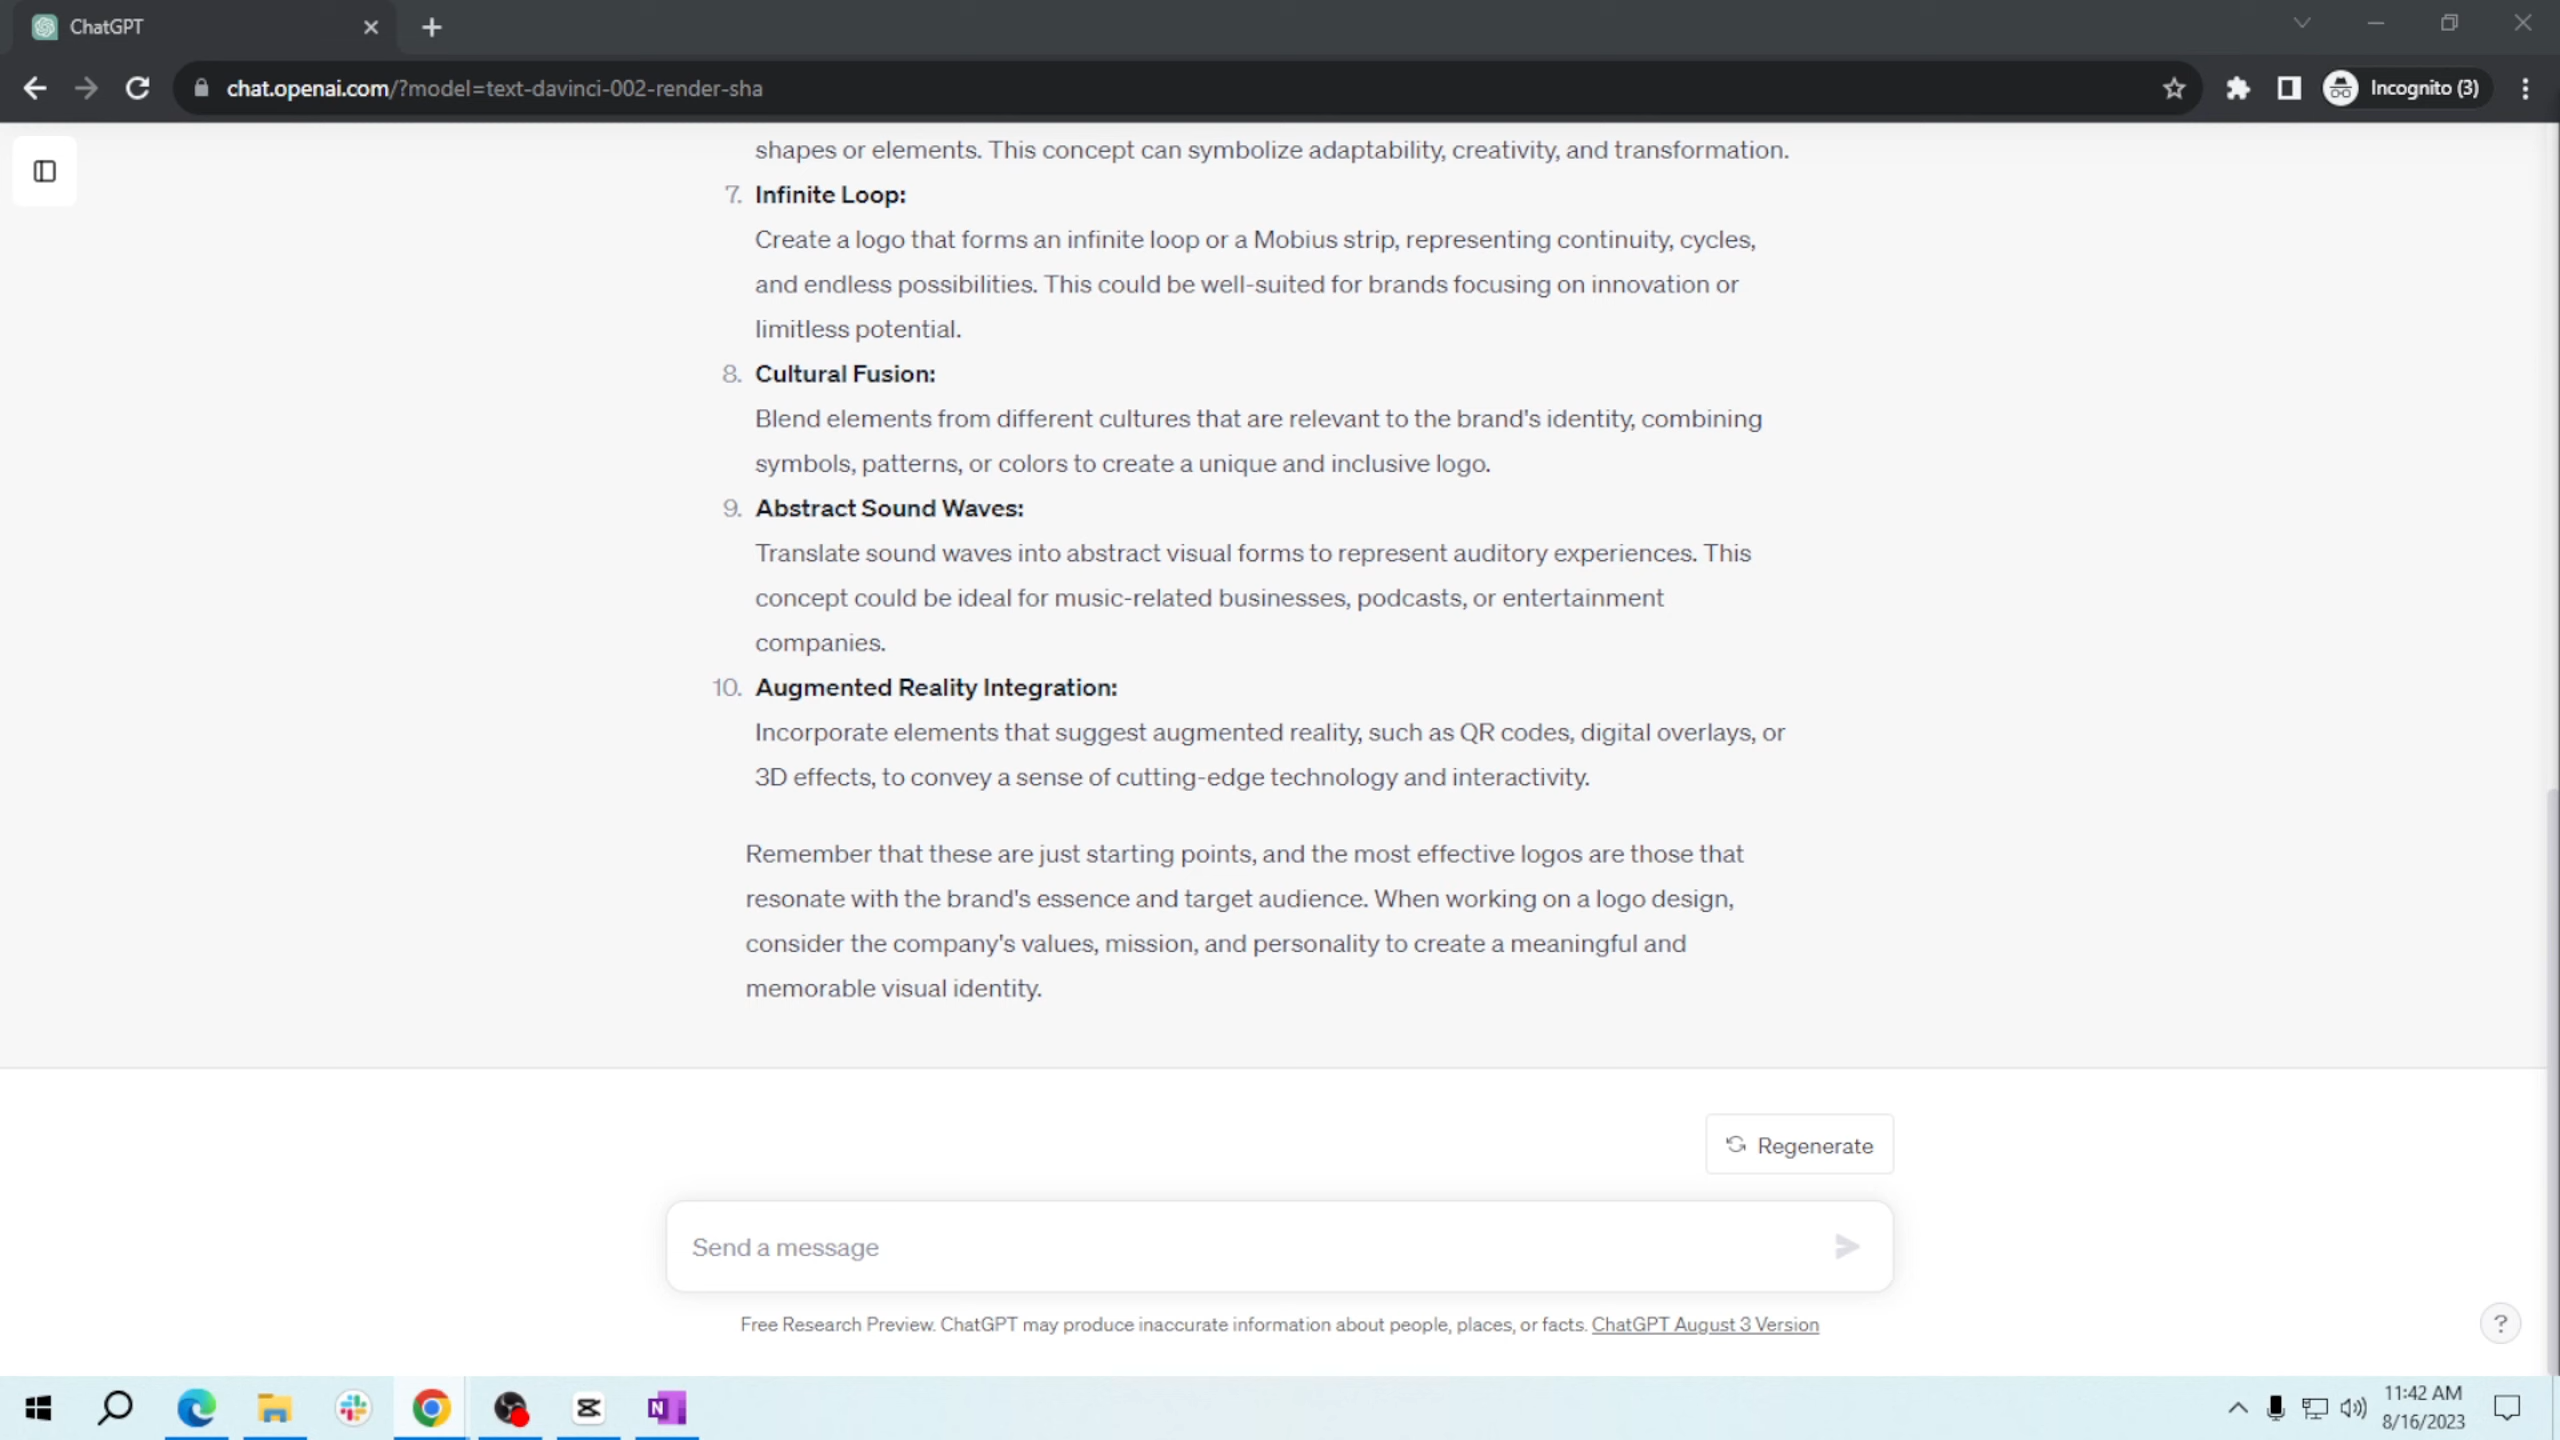 ChatGPT
chat.openai.com/?model=text-davinci-002-render-sha
Incognito (3)
shapes or elements. This concept can symbolize adaptability, creativity, and transformation.
7. Infinite Loop:
Create a logo that forms an infinite loop or a Mobius strip, representing continuity, cycles,
and endless possibilities. This could be well-suited for brands focusing on innovation or
limitless potential.
8. Cultural Fusion:
Blend elements from different cultures that are relevant to the brand's identity, combining
symbols, patterns, or colors to create a unique and inclusive logo.
9. Abstract Sound Waves:
Translate sound waves into abstract visual forms to represent auditory experiences. This
concept could be ideal for music-related businesses, podcasts, or entertainment
companies.
10. Augmented Reality Integration:
Incorporate elements that suggest augmented reality, such as QR codes, digital overlays, or
3D effects, to convey a sense of cutting-edge technology and interactivity.
Remember that these are just starting points, and the most effective logos are those that
resonate with the brand's essence and target audience. When working on a logo design,
consider the company's values, mission, and personality to create a meaningful and
memorable visual identity.
Regenerate
Send a message
Free Research Preview. ChatGPT may produce inaccurate information about people, places, or facts. ChatGPT August 3 Version
?
N
11:42 AM
8/16/2023